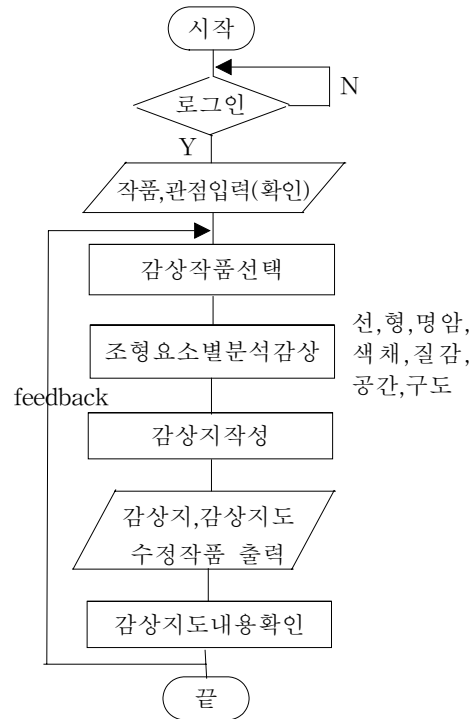 시작
로그인
N
Y
작품,관점입력(확인)
감상작품선택
조형요소별분석감상
선,형,명암,
색채,질감,
공간,구도
feedback
감상지작성
감상지,감상지도
수정작품 출력
감상지도내용확인
끝